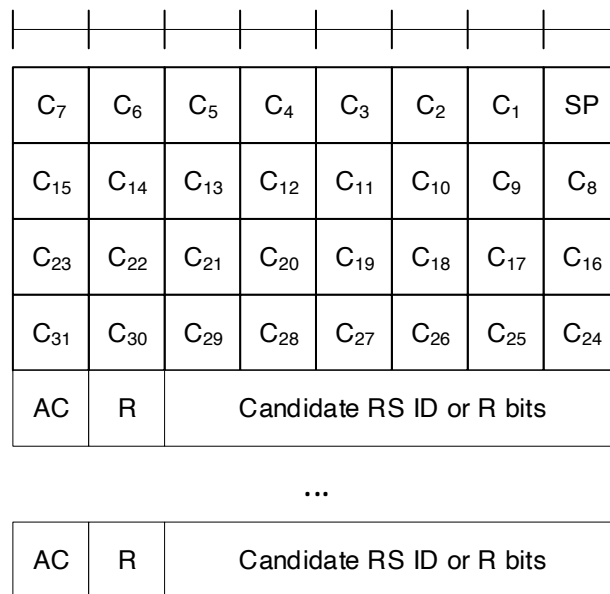 C₇ C₆ C₅ C₄ C₃ C₂ C₁ SP
C₁₅ C₁₄ C₁₃ C₁₂ C₁₁ C₁₀ C₉ C₈
C₂₃ C₂₂ C₂₁ C₂₀ C₁₉ C₁₈ C₁₇ C₁₆
C₃₁ C₃₀ C₂₉ C₂₈ C₂₇ C₂₆ C₂₅ C₂₄
AC R Candidate RS ID or R bits
...
AC R Candidate RS ID or R bits